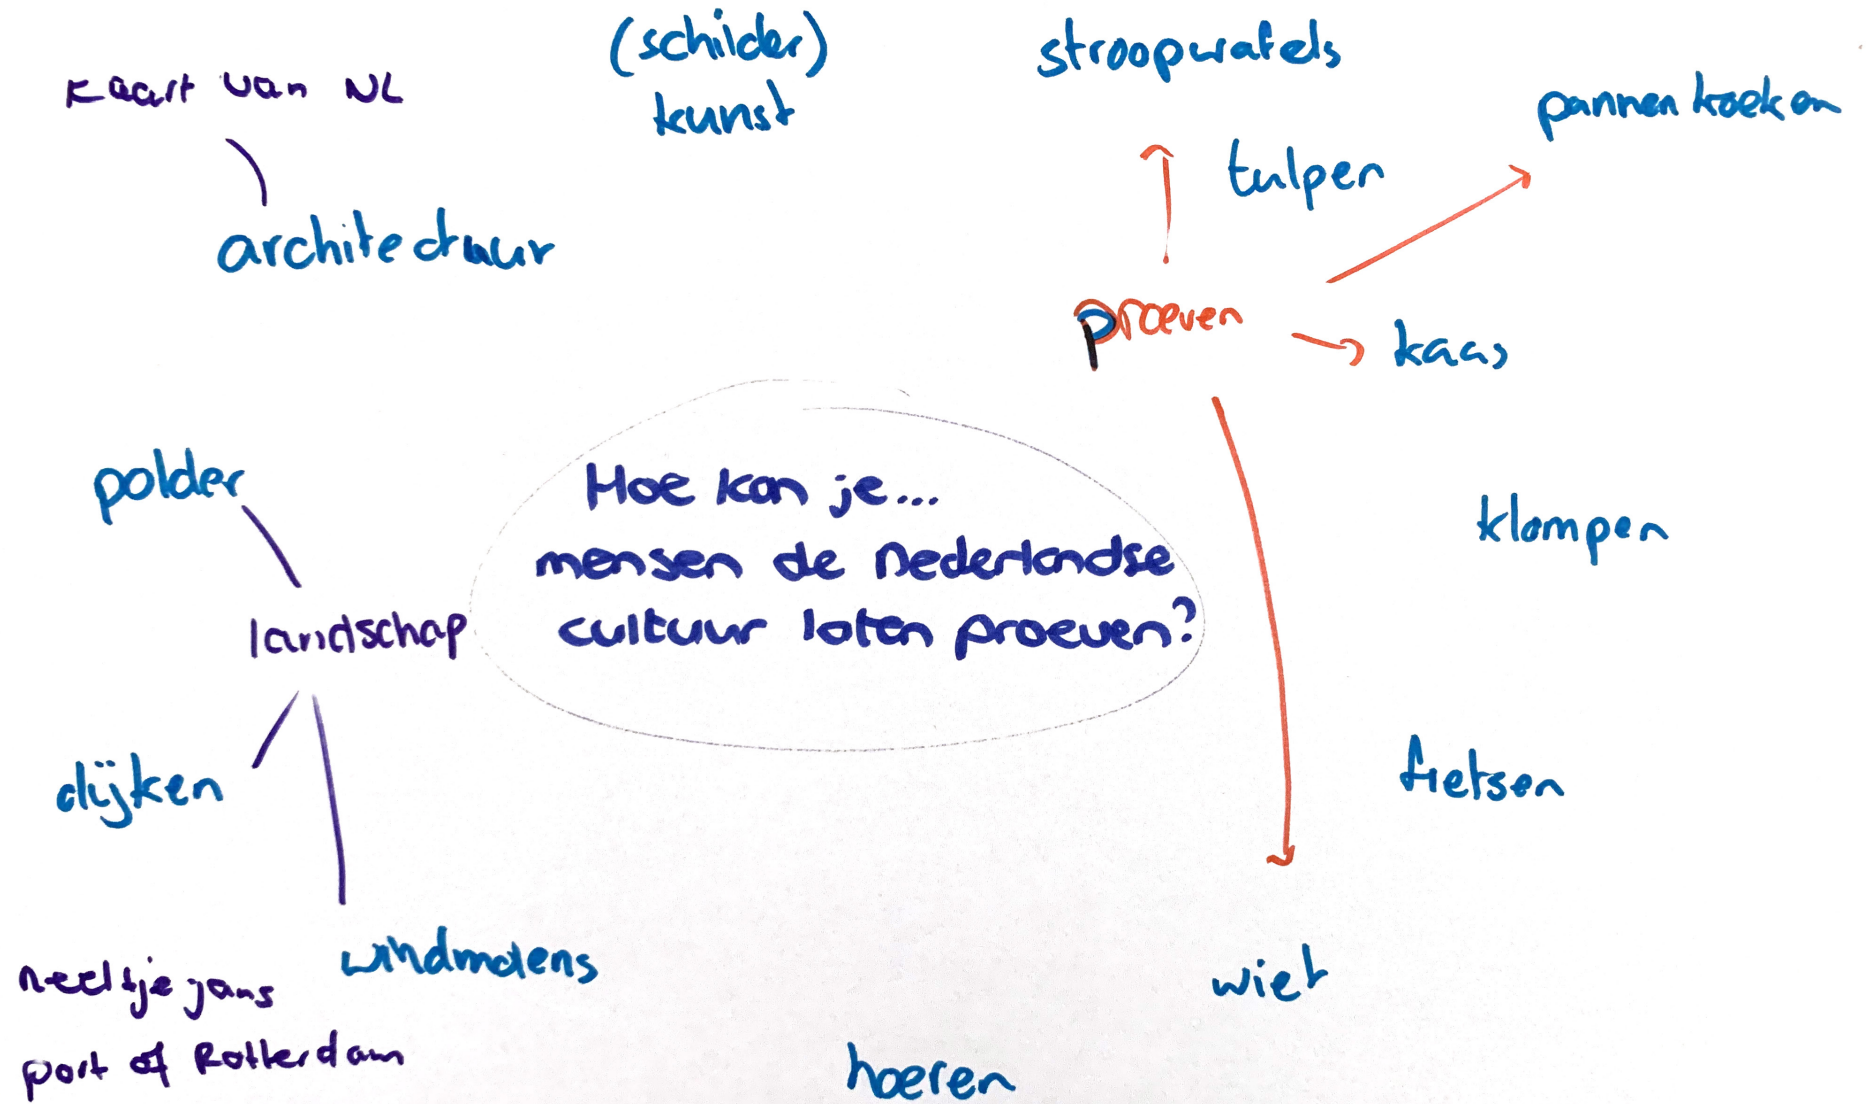 (schilder)
kunst
stroopwafels
kaart van NL
pannenkoeken
tulpen
architectuur
proeven
kaas
polder
Hoe kan je...
mensen de nederlandse
cultuur laten proeven?
klompen
landschap
dijken
fietsen
windmolens
wiet
neeltje jans
port of Rotterdam
hoeren